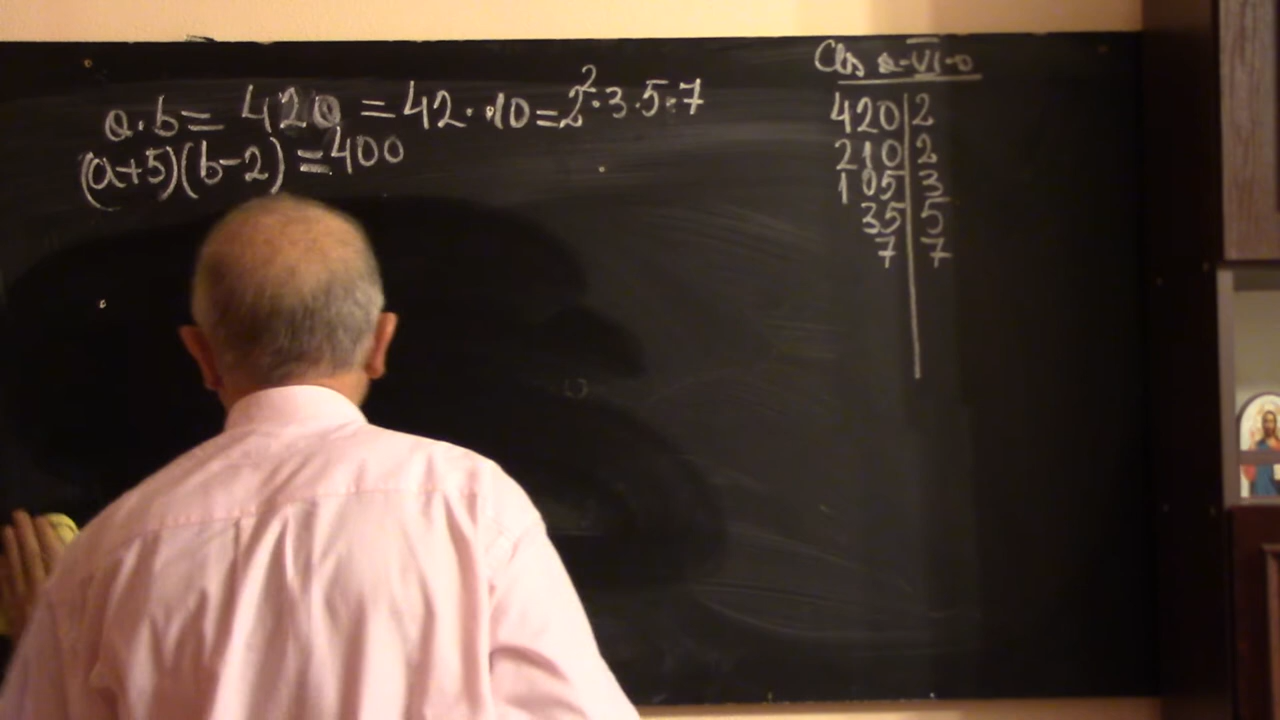 a·b = 420 = 42·10 = 2²·3·5·7
(a+5)(b-2) = 400
Cls a-VI-a
420|2
210|2
105|3
35|5
7|7